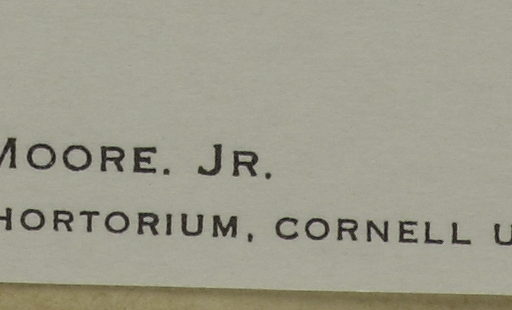 MOORE. JR.
HORTORIUM, CORNELL U